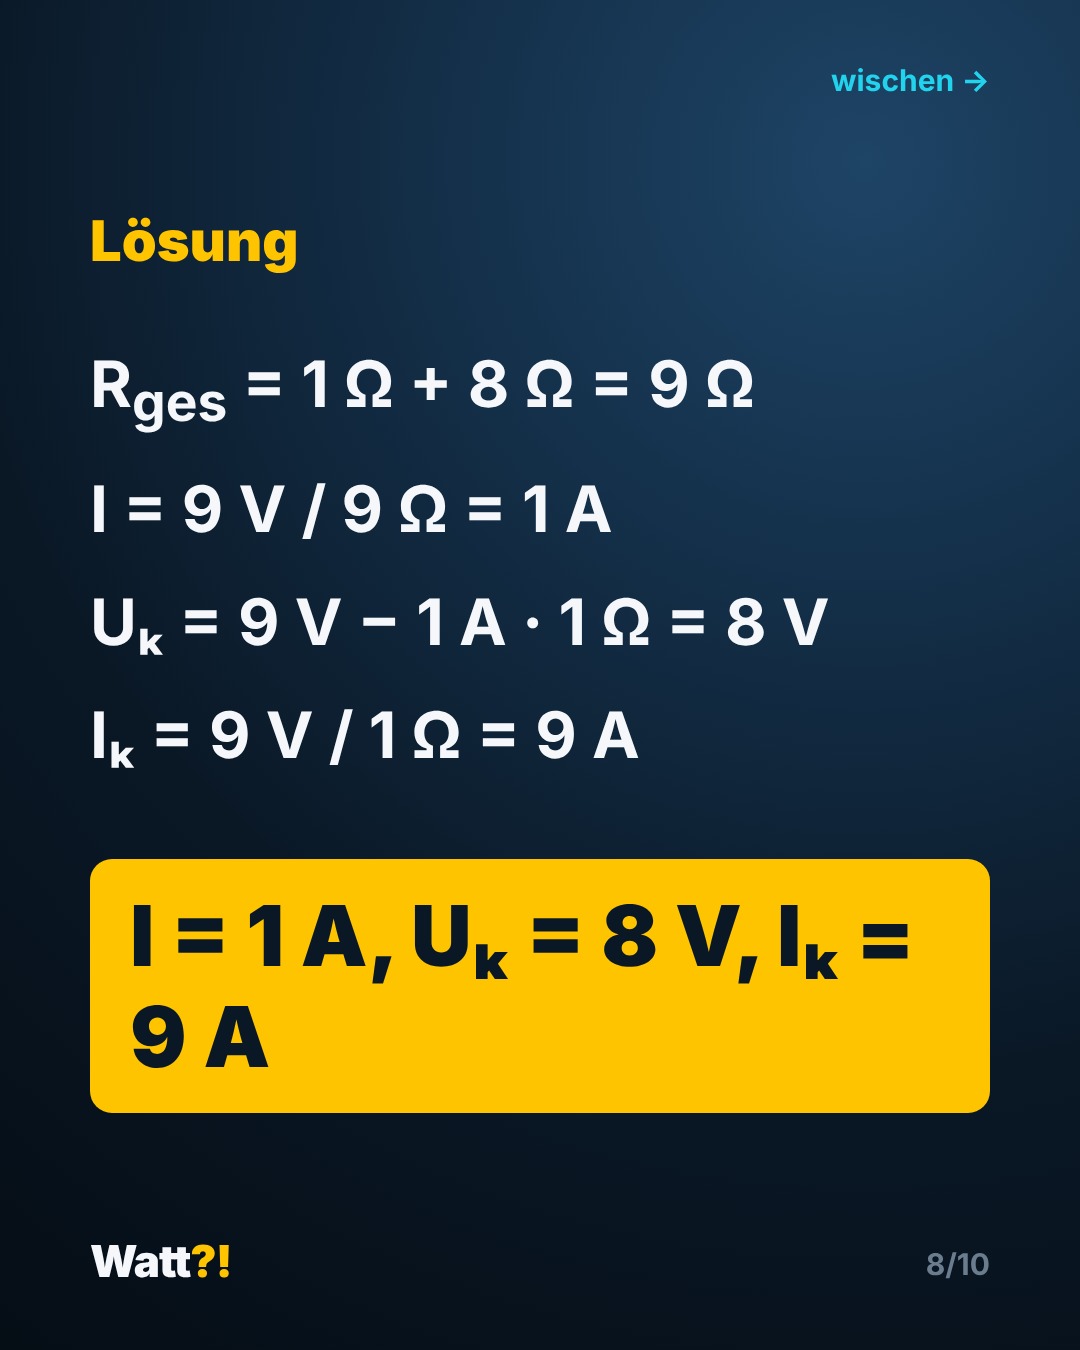 wischen →
Lösung
R_ges = 1 Ω + 8 Ω = 9 Ω
I = 9 V / 9 Ω = 1 A
Uₖ = 9 V − 1 A · 1 Ω = 8 V
Iₖ = 9 V / 1 Ω = 9 A
I = 1 A, Uₖ = 8 V, Iₖ =
9 A
Watt?!
8/10